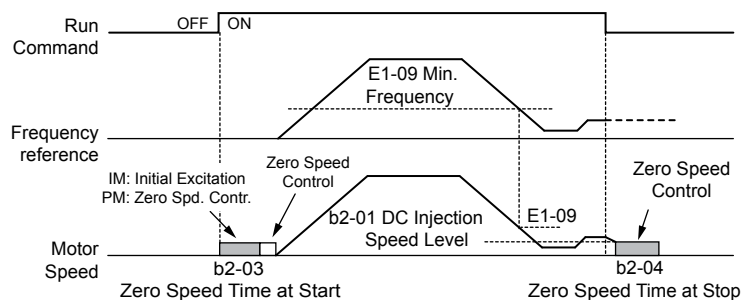 Run
Command
OFF
ON
E1-09 Min.
Frequency
Frequency
reference
IM: Initial Excitation
PM: Zero Spd. Contr.
Zero Speed
Control
Zero Speed
Control
b2-01 DC Injection
Speed Level
E1-09
Motor
Speed
b2-03
Zero Speed Time at Start
b2-04
Zero Speed Time at Stop